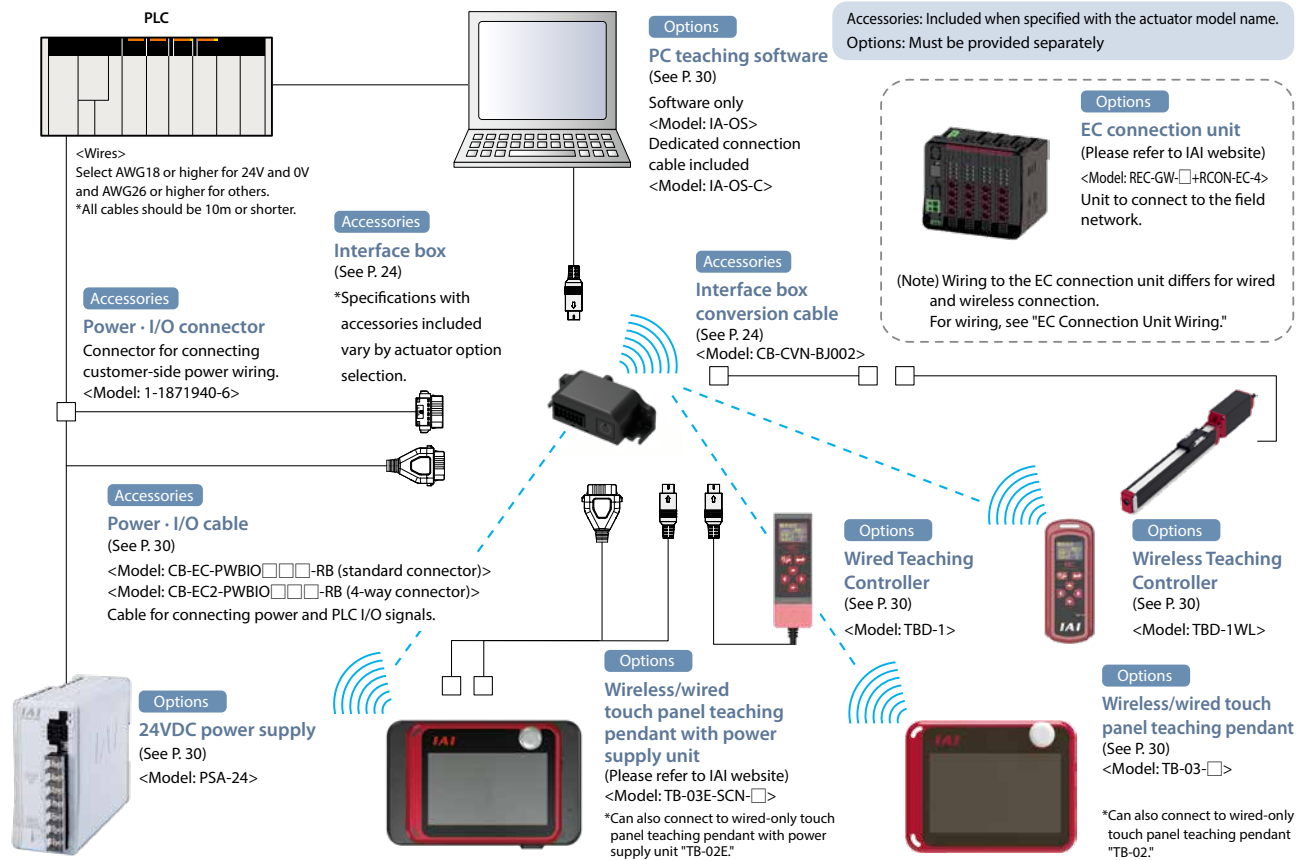 PLC
<Wires>
Select AWG18 or higher for 24V and 0V
and AWG26 or higher for others.
*All cables should be 10m or shorter.
Options
PC teaching software
(See P. 30)
Software only
<Model: IA-OS>
Dedicated connection
cable included
<Model: IA-OS-C>
Accessories: Included when specified with the actuator model name.
Options: Must be provided separately
Options
EC connection unit
(Please refer to IAI website)
<Model: REC-GW-□+RCON-EC-4>
Unit to connect to the field
network.
(Note) Wiring to the EC connection unit differs for wired
and wireless connection.
For wiring, see "EC Connection Unit Wiring."
Accessories
Interface box
(See P. 24)
*Specifications with
accessories included
vary by actuator option
selection.
Accessories
Power · I/O connector
Connector for connecting
customer-side power wiring.
<Model: 1-1871940-6>
Accessories
Interface box
conversion cable
(See P. 24)
<Model: CB-CVN-BJ002>
Accessories
Power · I/O cable
(See P. 30)
<Model: CB-EC-PWBIO□□□-RB (standard connector)>
<Model: CB-EC2-PWBIO□□□-RB (4-way connector)>
Cable for connecting power and PLC I/O signals.
Options
Wired Teaching
Controller
(See P. 30)
<Model: TBD-1>
IAI
Options
Wireless Teaching
Controller
(See P. 30)
<Model: TBD-1WL>
IAI
Options
24VDC power supply
(See P. 30)
<Model: PSA-24>
IAI
Options
Wireless/wired
touch panel teaching
pendant with power
supply unit
(Please refer to IAI website)
<Model: TB-03E-SCN-□>
*Can also connect to wired-only touch
panel teaching pendant with power
supply unit "TB-02E."
IAI
Options
Wireless/wired touch
panel teaching pendant
(See P. 30)
<Model: TB-03-□>
*Can also connect to wired-only
touch panel teaching pendant
"TB-02."